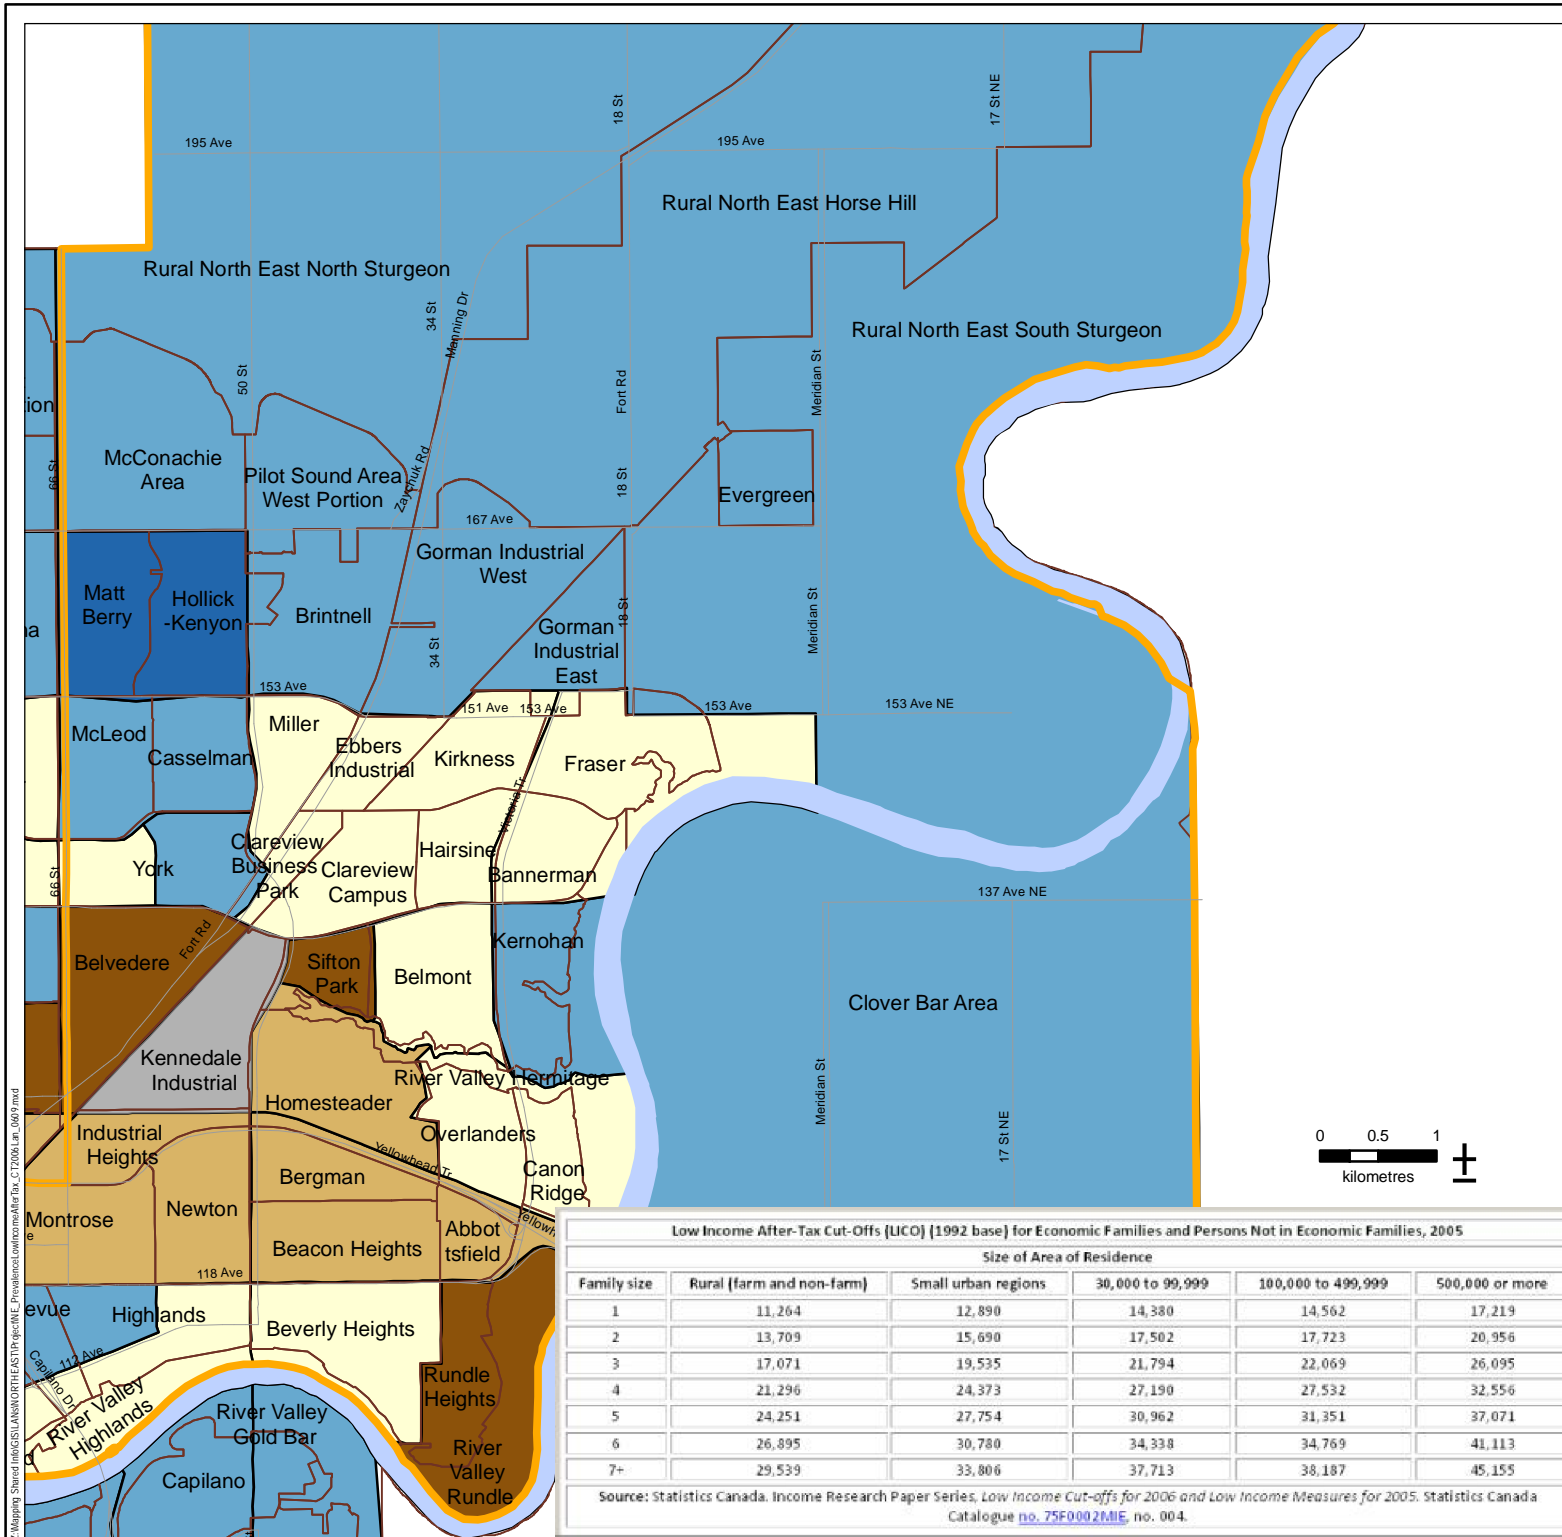 18 St
17 St NE
195 Ave
195 Ave
Rural North East Horse Hill
Rural North East North Sturgeon
34 St
Manning Dr
Rural North East South Sturgeon
50 St
Fort Rd
Meridian St
tion
McConachie
Area
66 St
Pilot Sound Area
West Portion
Zaychuk Rd
18 St
Evergreen
167 Ave
Gorman Industrial
West
Matt
Berry
Hollick
-Kenyon
Brintnell
18 St
Meridian St
na
34 St
Gorman
Industrial
East
153 Ave
151 Ave
153 Ave
153 Ave
153 Ave NE
McLeod
Miller
Casselman
Ebbers
Industrial
Kirkness
Fraser
Victoria Tr
Clareview
Business
Park
York
66 St
Clareview
Campus
Hairsine
Bannerman
137 Ave NE
Fort Rd
Belvedere
Sifton
Park
Belmont
Kernohan
Clover Bar Area
Kennedale
Industrial
River Valley Hermitage
Homesteader
Meridian St
17 St NE
Industrial
Heights
Overlanders
Yellowhead Tr
Bergman
Canon
Ridge
0 0.5 1
kilometres
Newton
Montrose
e
Beacon Heights
Abbot
tsfield
Yellowh
118 Ave
evue
Highlands
Beverly Heights
112 Ave
Capilano Dr
River Valley
Highlands
d
Rundle
Heights
River Valley
Gold Bar
Capilano
River
Valley
Rundle
Low Income After-Tax Cut-Offs (LICO) (1992 base) for Economic Families and Persons Not in Economic Families, 2005
Size of Area of Residence
Family size Rural (farm and non-farm) Small urban regions 30,000 to 99,999 100,000 to 499,999 500,000 or more
1 11,264 12,890 14,380 14,562 17,219
2 13,709 15,690 17,502 17,723 20,956
3 17,071 19,535 21,794 22,069 26,095
4 21,296 24,373 27,190 27,532 32,556
5 24,251 27,754 30,962 31,351 37,071
6 26,895 30,780 34,338 34,769 41,113
7+ 29,539 33,806 37,713 38,187 45,155
Source: Statistics Canada. Income Research Paper Series, Low Income Cut-offs for 2006 and Low Income Measures for 2005. Statistics Canada
Catalogue no. 75F0002MIE, no. 004.